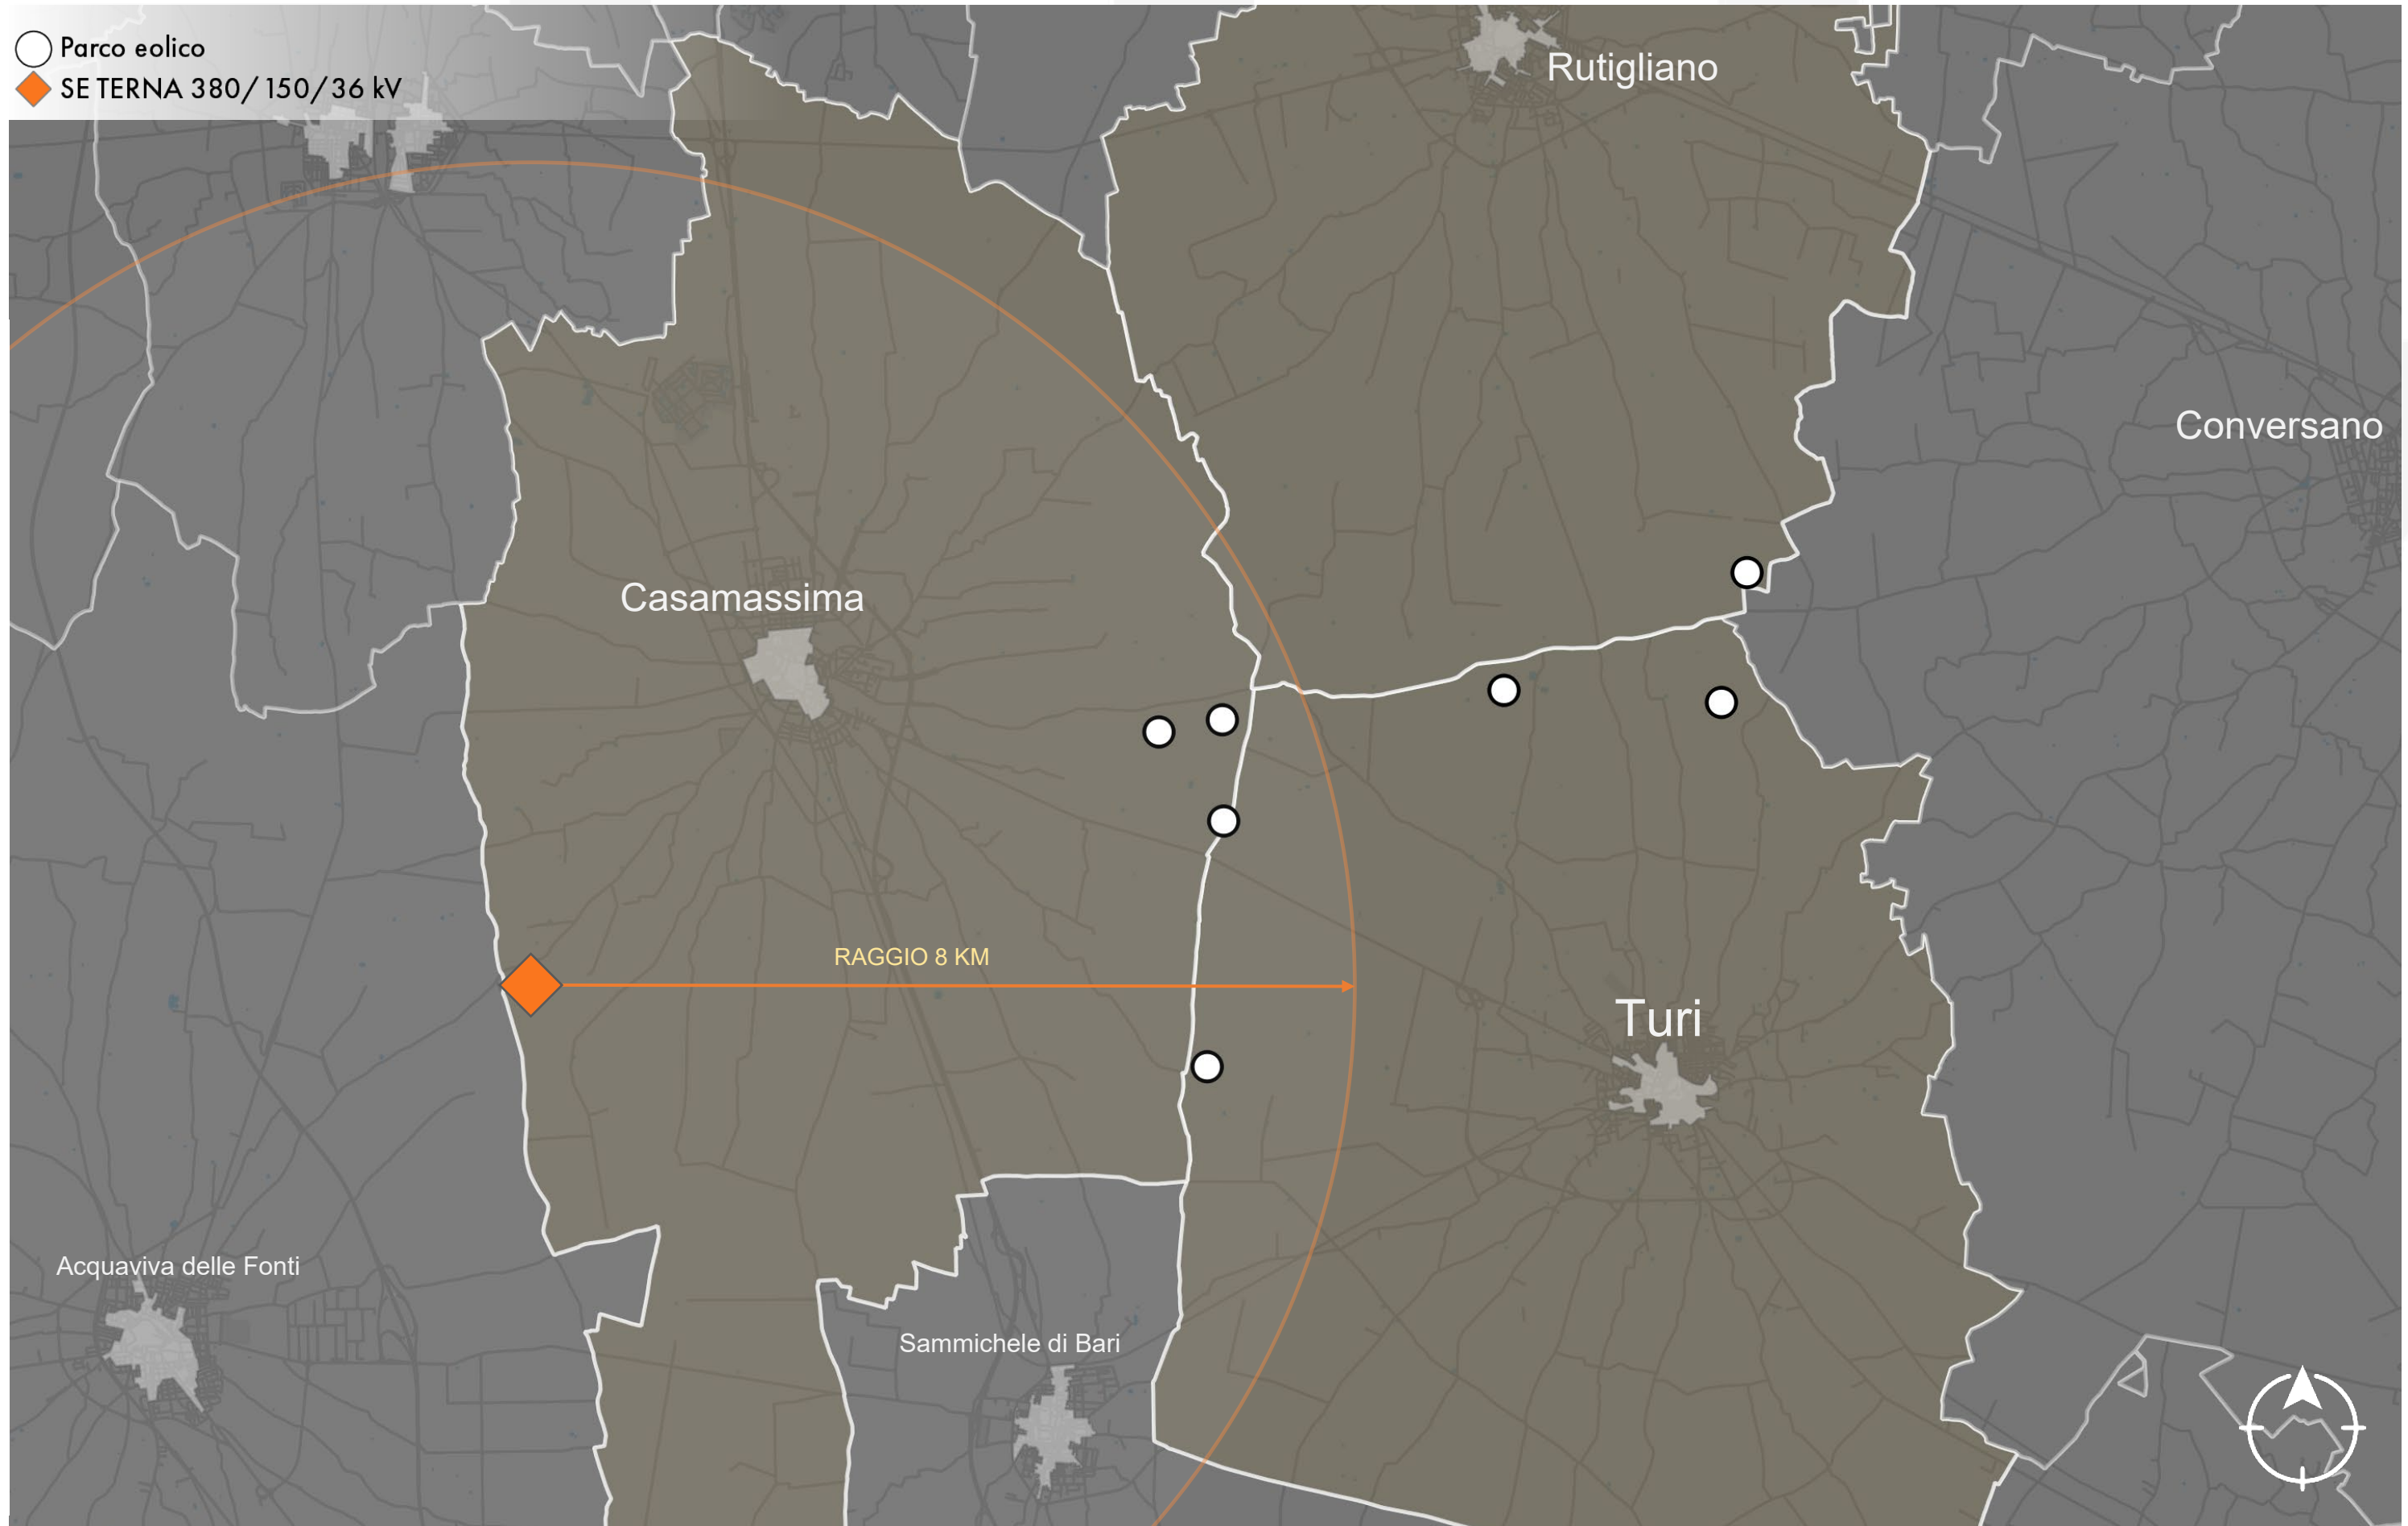 Parco eolico
SE TERNA 380/150/36 kV
Rutigliano
Conversano
Casamassima
RAGGIO 8 KM
Turi
Acquaviva delle Fonti
Sammichele di Bari